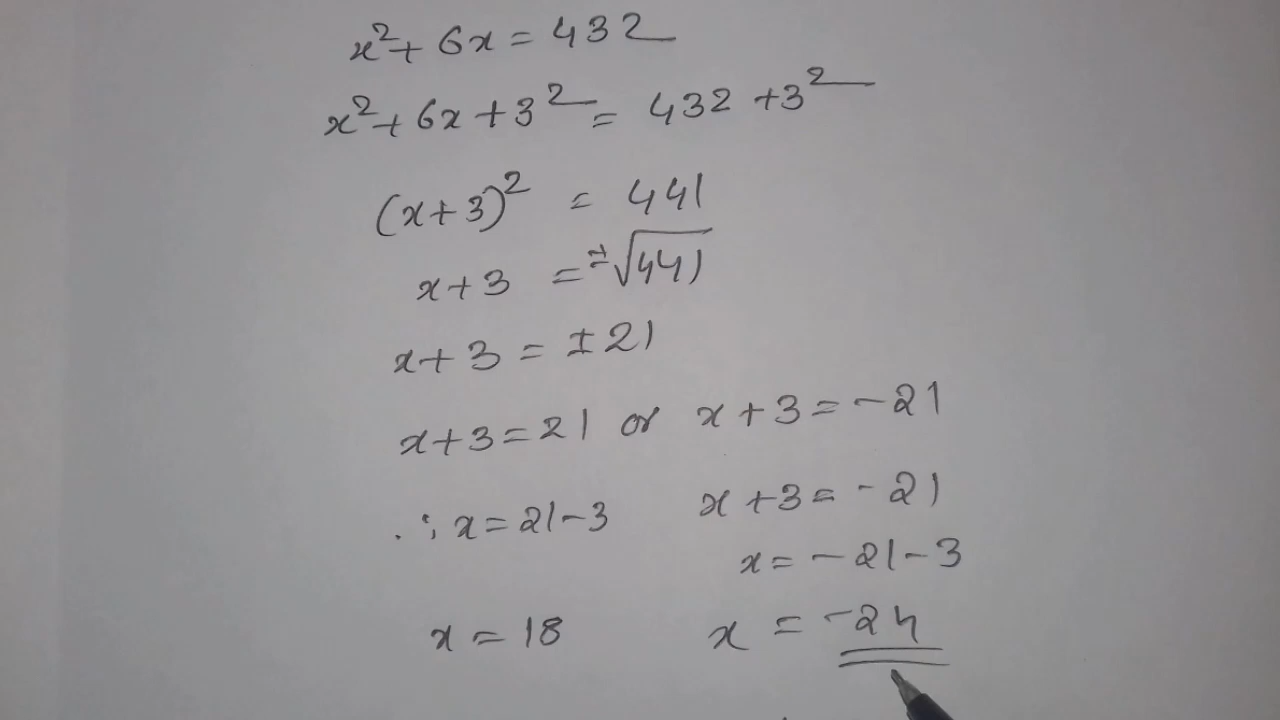 x² + 6x = 432
x² + 6x + 3² = 432 + 3²
(x + 3)² = 441
x + 3 = ±√441
x + 3 = ±21
x + 3 = 21 or x + 3 = -21
∴ x = 21 - 3 x + 3 = -21
x = -21 - 3
x = 18 x = -24